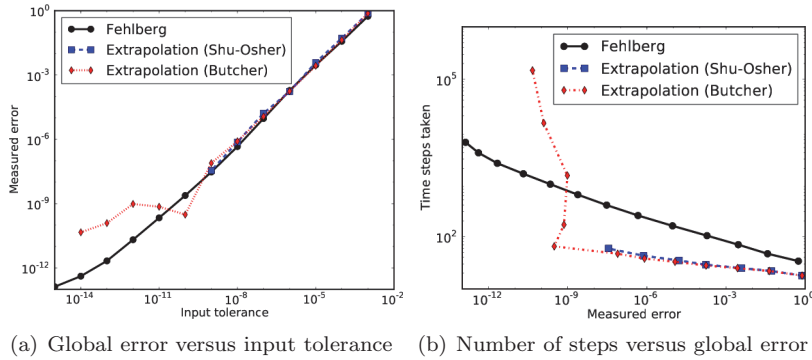 10^0
10^-3
10^-6
10^-9
10^-12
Measured error
Fehlberg
Extrapolation (Shu-Osher)
Extrapolation (Butcher)
10^-14
10^-11
10^-8
10^-5
10^-2
Input tolerance
(a) Global error versus input tolerance
10^5
10^2
Time steps taken
Fehlberg
Extrapolation (Shu-Osher)
Extrapolation (Butcher)
10^-12
10^-9
10^-6
10^-3
10^0
Measured error
(b) Number of steps versus global error